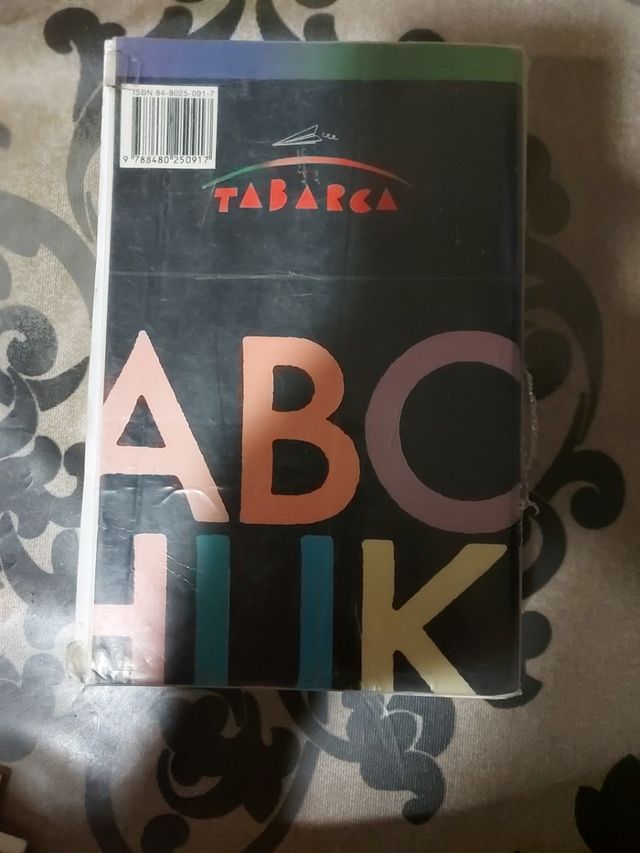 ISBN 84-8025-091-7
9 788480 250917
TABARCA
ABC
HIJK